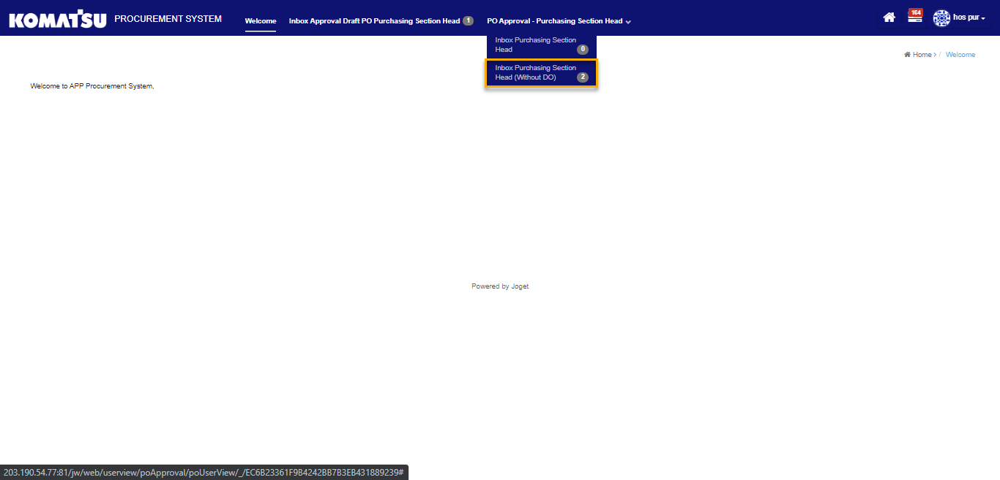 KOMATSU PROCUREMENT SYSTEM Welcome Inbox Approval Draft PO Purchasing Section Head 1 PO Approval - Purchasing Section Head 164 hos pur
Inbox Purchasing Section
Head 0
Inbox Purchasing Section
Head (Without DO) 2
Home > / Welcome
Welcome to APP Procurement System,
Powered by Joget
203.190.54.77:81/jw/web/userview/poApproval/poUserView/_/EC6B23361F9B4242BB7B3EB431889239#